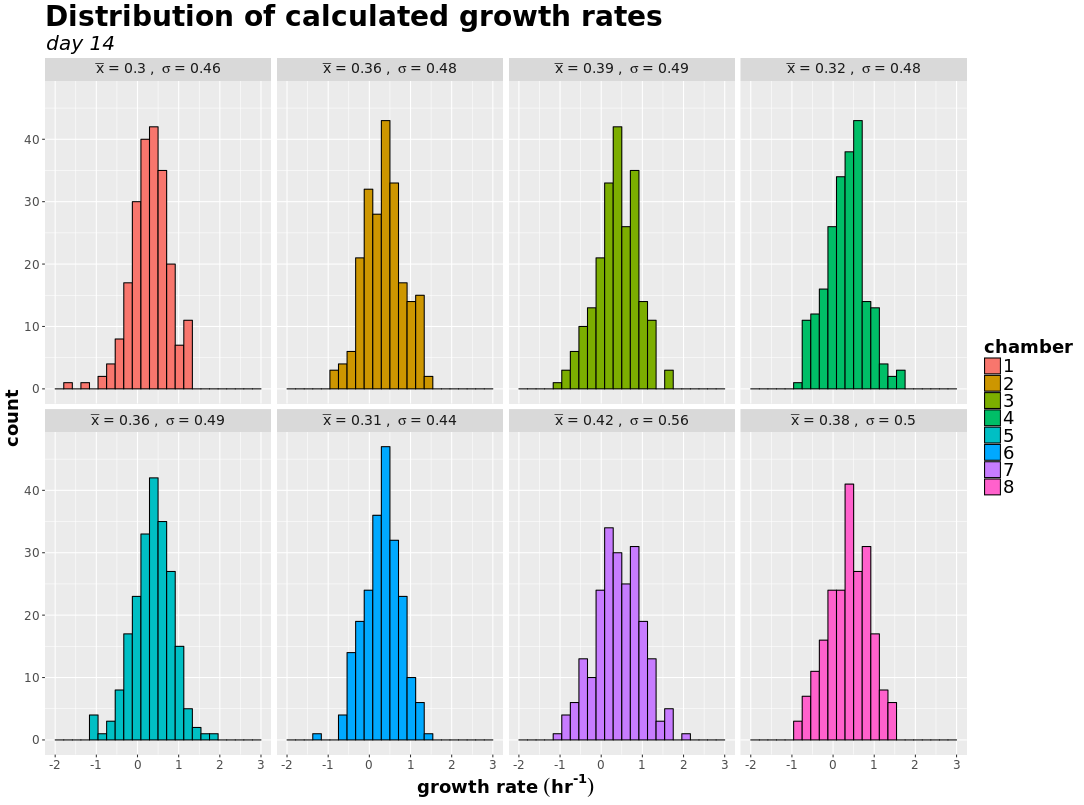 Distribution of calculated growth rates
day 14
x̅ = 0.3 , σ = 0.46
x̅ = 0.36 , σ = 0.48
x̅ = 0.39 , σ = 0.49
x̅ = 0.32 , σ = 0.48
40
30
20
10
0
x̅ = 0.36 , σ = 0.49
x̅ = 0.31 , σ = 0.44
x̅ = 0.42 , σ = 0.56
x̅ = 0.38 , σ = 0.5
40
30
20
10
0
-2 -1 0 1 2 3
-2 -1 0 1 2 3
-2 -1 0 1 2 3
-2 -1 0 1 2 3
count
growth rate (hr⁻¹)
chamber
1
2
3
4
5
6
7
8